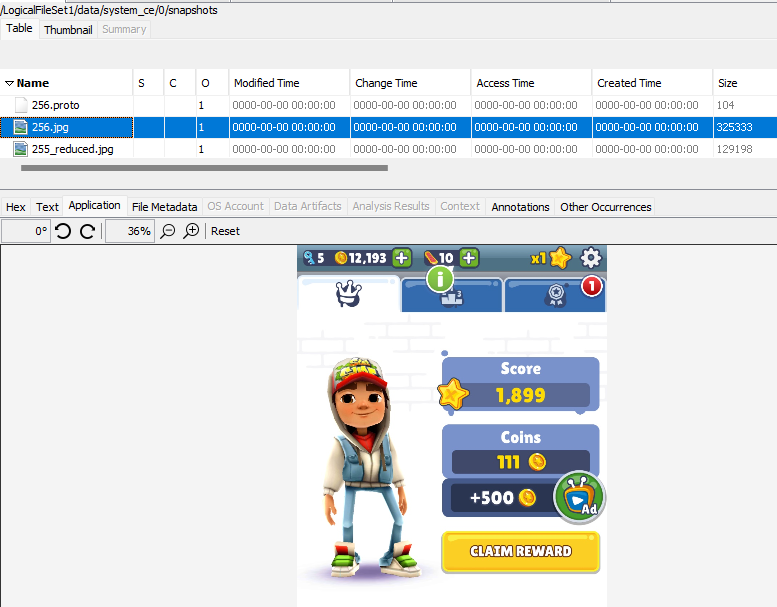 /LogicalFileSet1/data/system_ce/0/snapshots
Table Thumbnail Summary
Name S C O Modified Time Change Time Access Time Created Time Size
256.proto 1 0000-00-00 00:00:00 0000-00-00 00:00:00 0000-00-00 00:00:00 0000-00-00 00:00:00 104
256.jpg 1 0000-00-00 00:00:00 0000-00-00 00:00:00 0000-00-00 00:00:00 0000-00-00 00:00:00 325333
255_reduced.jpg 1 0000-00-00 00:00:00 0000-00-00 00:00:00 0000-00-00 00:00:00 0000-00-00 00:00:00 129198
Hex Text Application File Metadata OS Account Data Artifacts Analysis Results Context Annotations Other Occurrences
0° 36% Reset
5 12,193 10 x1
i 3 1
Score
1,899
Coins
111
+500 Ad
CLAIM REWARD